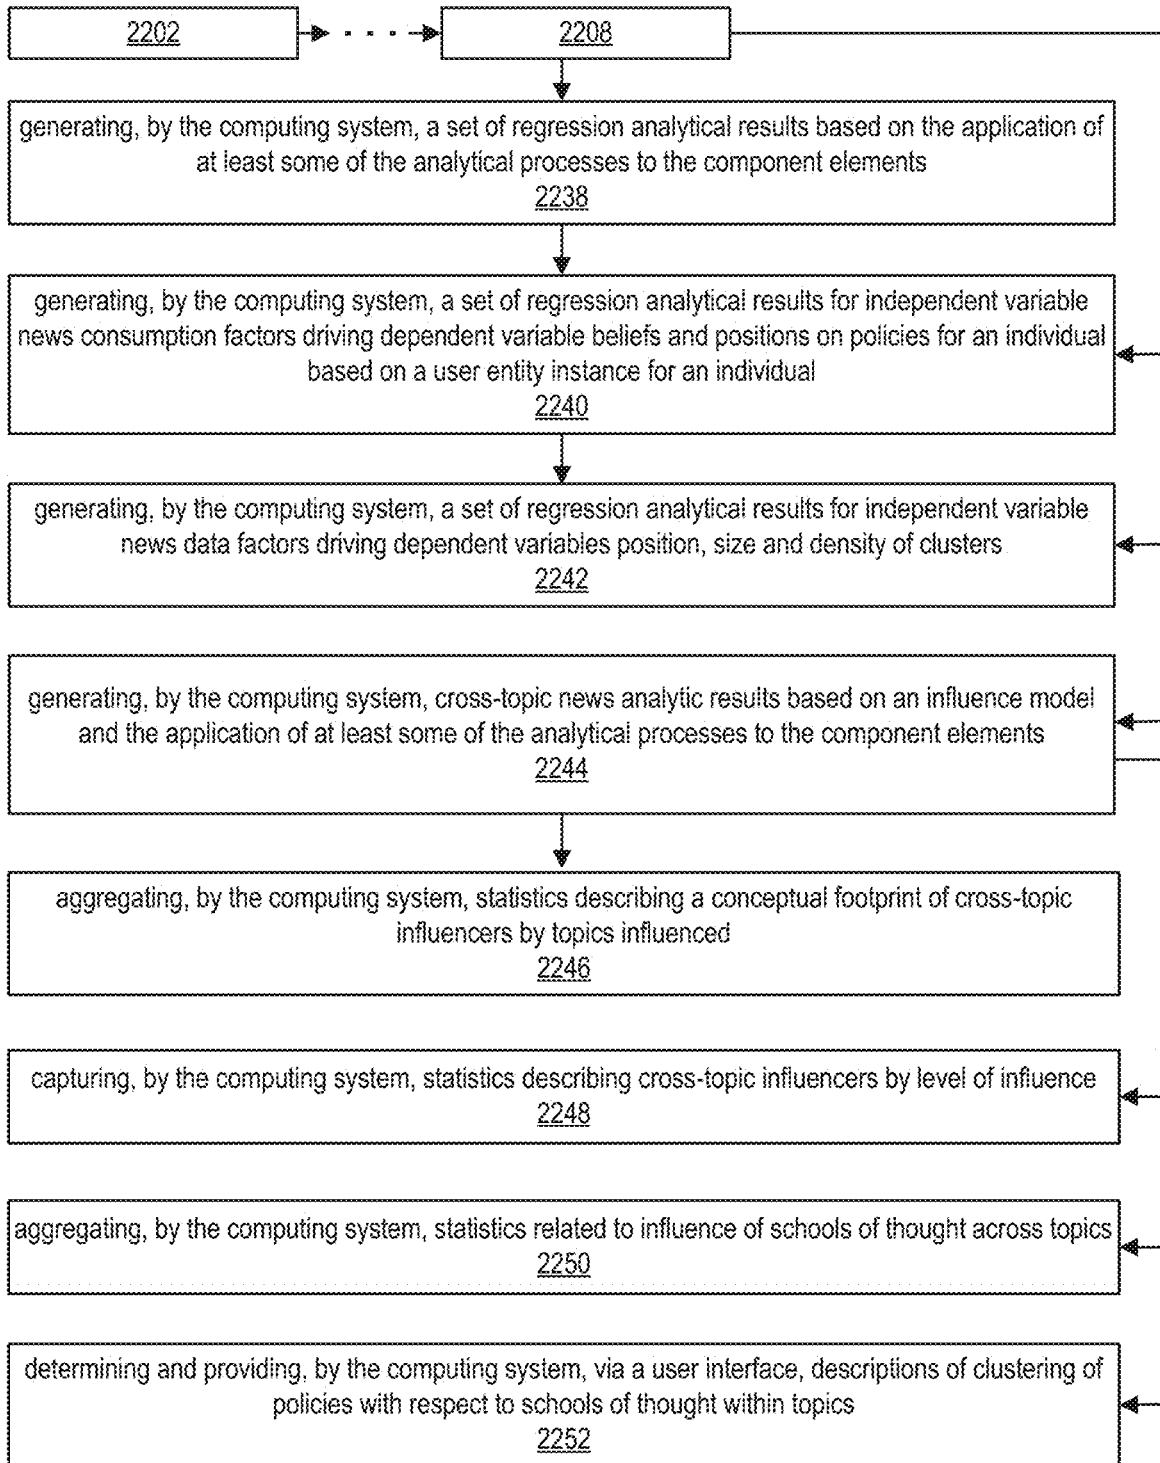 2202
2208
generating, by the computing system, a set of regression analytical results based on the application of
at least some of the analytical processes to the component elements
2238
generating, by the computing system, a set of regression analytical results for independent variable
news consumption factors driving dependent variable beliefs and positions on policies for an individual
based on a user entity instance for an individual
2240
generating, by the computing system, a set of regression analytical results for independent variable
news data factors driving dependent variables position, size and density of clusters
2242
generating, by the computing system, cross-topic news analytic results based on an influence model
and the application of at least some of the analytical processes to the component elements
2244
aggregating, by the computing system, statistics describing a conceptual footprint of cross-topic
influencers by topics influenced
2246
capturing, by the computing system, statistics describing cross-topic influencers by level of influence
2248
aggregating, by the computing system, statistics related to influence of schools of thought across topics
2250
determining and providing, by the computing system, via a user interface, descriptions of clustering of
policies with respect to schools of thought within topics
2252